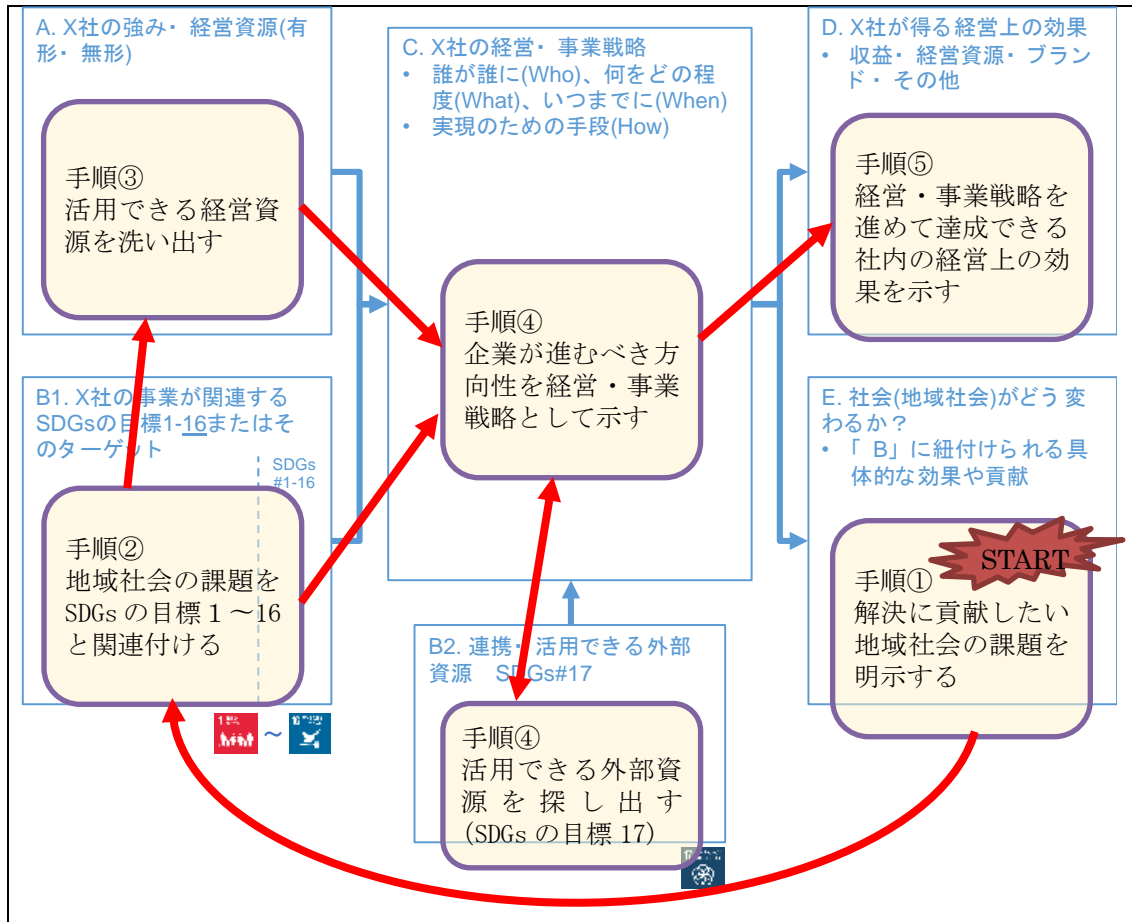 A. X社の強み・経営資源(有
形・無形)
手順③
活用できる経営資
源を洗い出す
B1. X社の事業が関連する
SDGsの目標1-16またはそ
のターゲット
SDGs
#1-16
手順②
地域社会の課題を
SDGsの目標1～16
と関連付ける
～
C. X社の経営・事業戦略
• 誰が誰に(Who)、何をどの程
度(What)、いつまでに(When)
• 実現のための手段(How)
手順④
企業が進むべき方
向性を経営・事業
戦略として示す
B2. 連携・活用できる外部
資源 SDGs#17
手順④
活用できる外部資
源を探し出す
(SDGsの目標17)
D. X社が得る経営上の効果
• 収益・経営資源・ブラン
ド・その他
手順⑤
経営・事業戦略を
進めて達成できる
社内の経営上の効
果を示す
E. 社会(地域社会)がどう変
わるか？
• 「B」に紐付けられる具
体的な効果や貢献
START
手順①
解決に貢献したい
地域社会の課題を
明示する